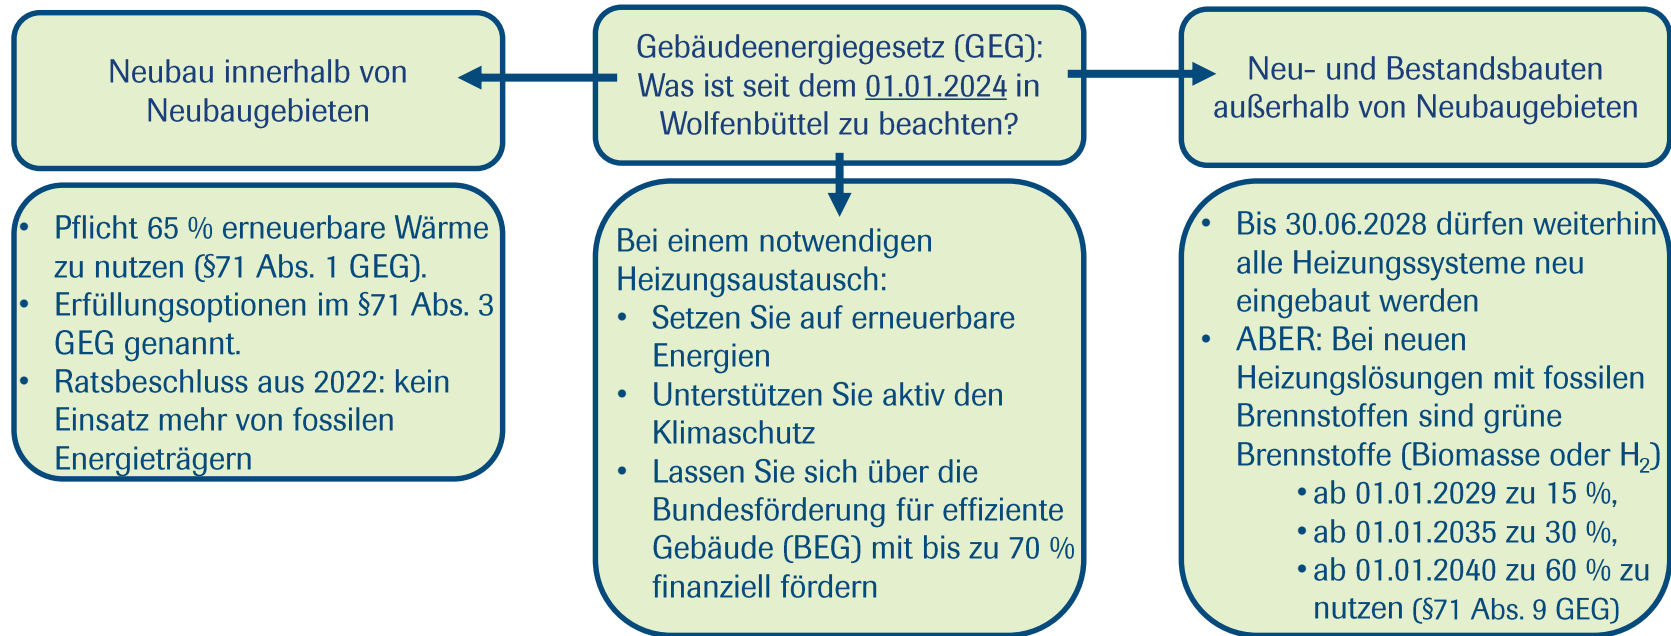 Gebäudeenergiegesetz (GEG):
Was ist seit dem 01.01.2024 in
Wolfenbüttel zu beachten?
Neubau innerhalb von
Neubaugebieten
• Pflicht 65 % erneuerbare Wärme
zu nutzen (§71 Abs. 1 GEG).
• Erfüllungsoptionen im §71 Abs. 3
GEG genannt.
• Ratsbeschluss aus 2022: kein
Einsatz mehr von fossilen
Energieträgern
Bei einem notwendigen
Heizungsaustausch:
• Setzen Sie auf erneuerbare
Energien
• Unterstützen Sie aktiv den
Klimaschutz
• Lassen Sie sich über die
Bundesförderung für effiziente
Gebäude (BEG) mit bis zu 70 %
finanziell fördern
Neu- und Bestandsbauten
außerhalb von Neubaugebieten
• Bis 30.06.2028 dürfen weiterhin
alle Heizungssysteme neu
eingebaut werden
• ABER: Bei neuen
Heizungslösungen mit fossilen
Brennstoffen sind grüne
Brennstoffe (Biomasse oder H₂)
• ab 01.01.2029 zu 15 %,
• ab 01.01.2035 zu 30 %,
• ab 01.01.2040 zu 60 % zu
nutzen (§71 Abs. 9 GEG)